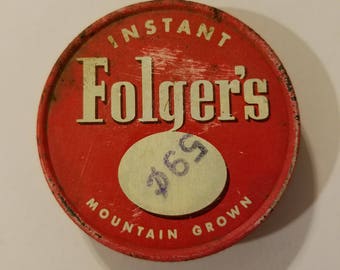 INSTANT
Folger's
59¢
MOUNTAIN GROWN